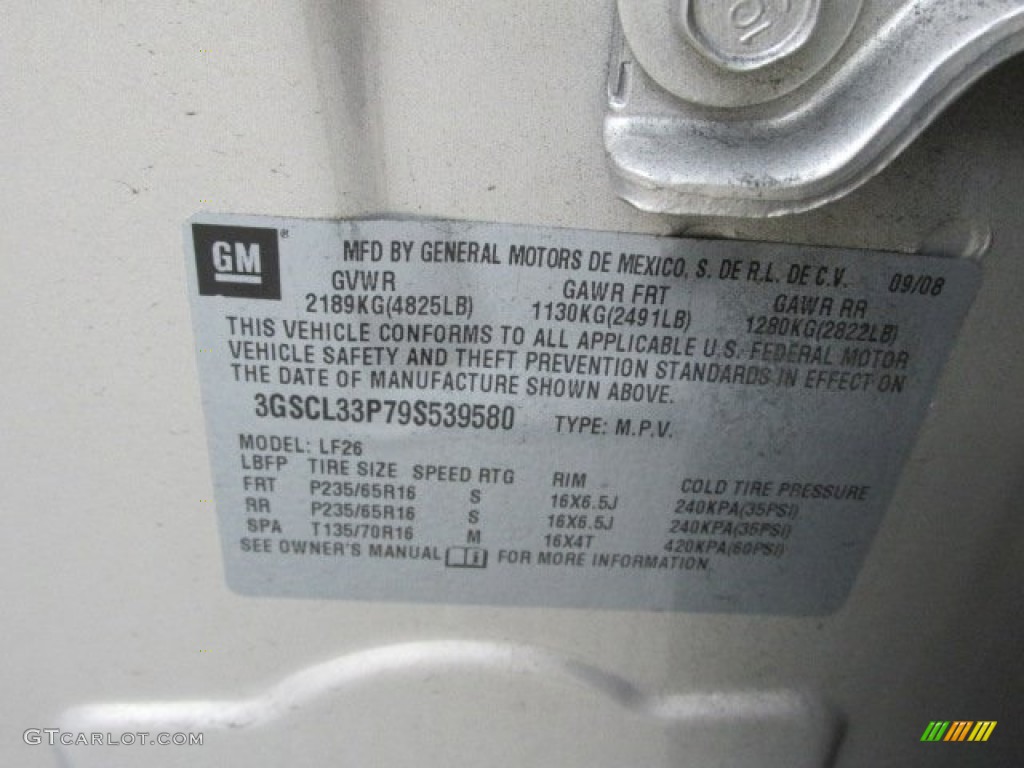 GM ®
MFD BY GENERAL MOTORS DE MEXICO, S. DE R.L. DE C.V. 09/08
GVWR GAWR FRT GAWR RR
2189KG(4825LB) 1130KG(2491LB) 1280KG(2822LB)
THIS VEHICLE CONFORMS TO ALL APPLICABLE U.S. FEDERAL MOTOR
VEHICLE SAFETY AND THEFT PREVENTION STANDARDS IN EFFECT ON
THE DATE OF MANUFACTURE SHOWN ABOVE.
3GSCL33P79S539580 TYPE: M.P.V.
MODEL: LF26
LBFP TIRE SIZE SPEED RTG RIM COLD TIRE PRESSURE
FRT P235/65R16 S 16X6.5J 240KPA(35PSI)
RR P235/65R16 S 16X6.5J 240KPA(35PSI)
SPA T135/70R16 M 16X4T 420KPA(60PSI)
SEE OWNER'S MANUAL i FOR MORE INFORMATION
GTCARLOT.COM